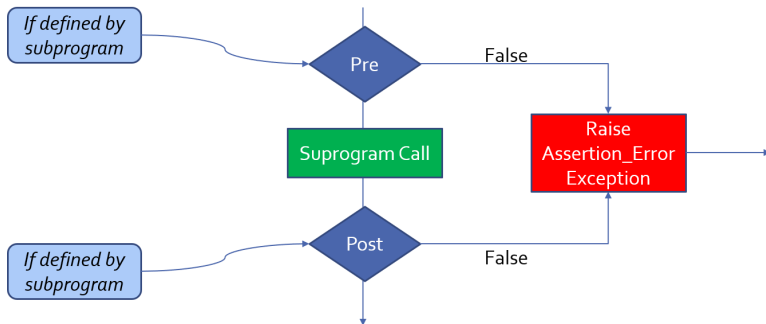 If defined by
subprogram
Pre
False
Suprogram Call
Raise
Assertion_Error
Exception
If defined by
subprogram
Post
False